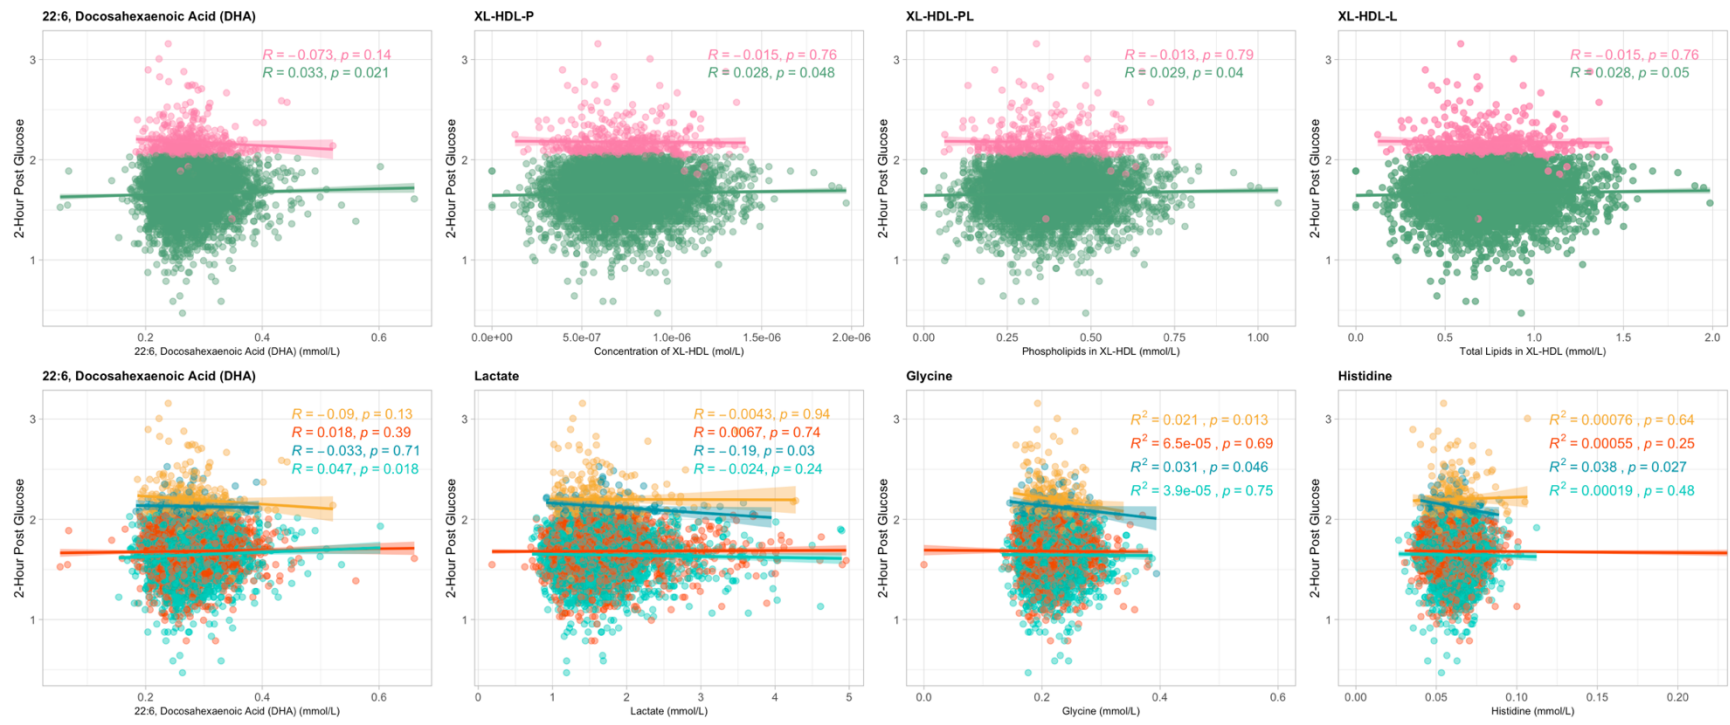 22:6, Docosahexaenoic Acid (DHA)
R = −0.073, p = 0.14
R = 0.033, p = 0.021
3
2
1
2-Hour Post Glucose
0.2 0.4 0.6
22:6, Docosahexaenoic Acid (DHA) (mmol/L)
XL-HDL-P
R = −0.015, p = 0.76
R = 0.028, p = 0.048
3
2
1
2-Hour Post Glucose
0.0e+00 5.0e-07 1.0e-06 1.5e-06 2.0e-06
Concentration of XL-HDL (mol/L)
XL-HDL-PL
R = −0.013, p = 0.79
R = 0.029, p = 0.04
3
2
1
2-Hour Post Glucose
0.00 0.25 0.50 0.75 1.00
Phospholipids in XL-HDL (mmol/L)
XL-HDL-L
R = −0.015, p = 0.76
R = 0.028, p = 0.05
3
2
1
2-Hour Post Glucose
0.0 0.5 1.0 1.5 2.0
Total Lipids in XL-HDL (mmol/L)
22:6, Docosahexaenoic Acid (DHA)
R = −0.09, p = 0.13
R = 0.018, p = 0.39
R = −0.033, p = 0.71
R = 0.047, p = 0.018
3
2
1
2-Hour Post Glucose
0.2 0.4 0.6
22:6, Docosahexaenoic Acid (DHA) (mmol/L)
Lactate
R = −0.0043, p = 0.94
R = 0.0067, p = 0.74
R = −0.19, p = 0.03
R = −0.024, p = 0.24
3
2
1
2-Hour Post Glucose
0 1 2 3 4 5
Lactate (mmol/L)
Glycine
R² = 0.021 , p = 0.013
R² = 6.5e-05 , p = 0.69
R² = 0.031 , p = 0.046
R² = 3.9e-05 , p = 0.75
3
2
1
2-Hour Post Glucose
0.0 0.2 0.4 0.6
Glycine (mmol/L)
Histidine
R² = 0.00076 , p = 0.64
R² = 0.00055 , p = 0.25
R² = 0.038 , p = 0.027
R² = 0.00019 , p = 0.48
3
2
1
2-Hour Post Glucose
0.00 0.05 0.10 0.15 0.20
Histidine (mmol/L)